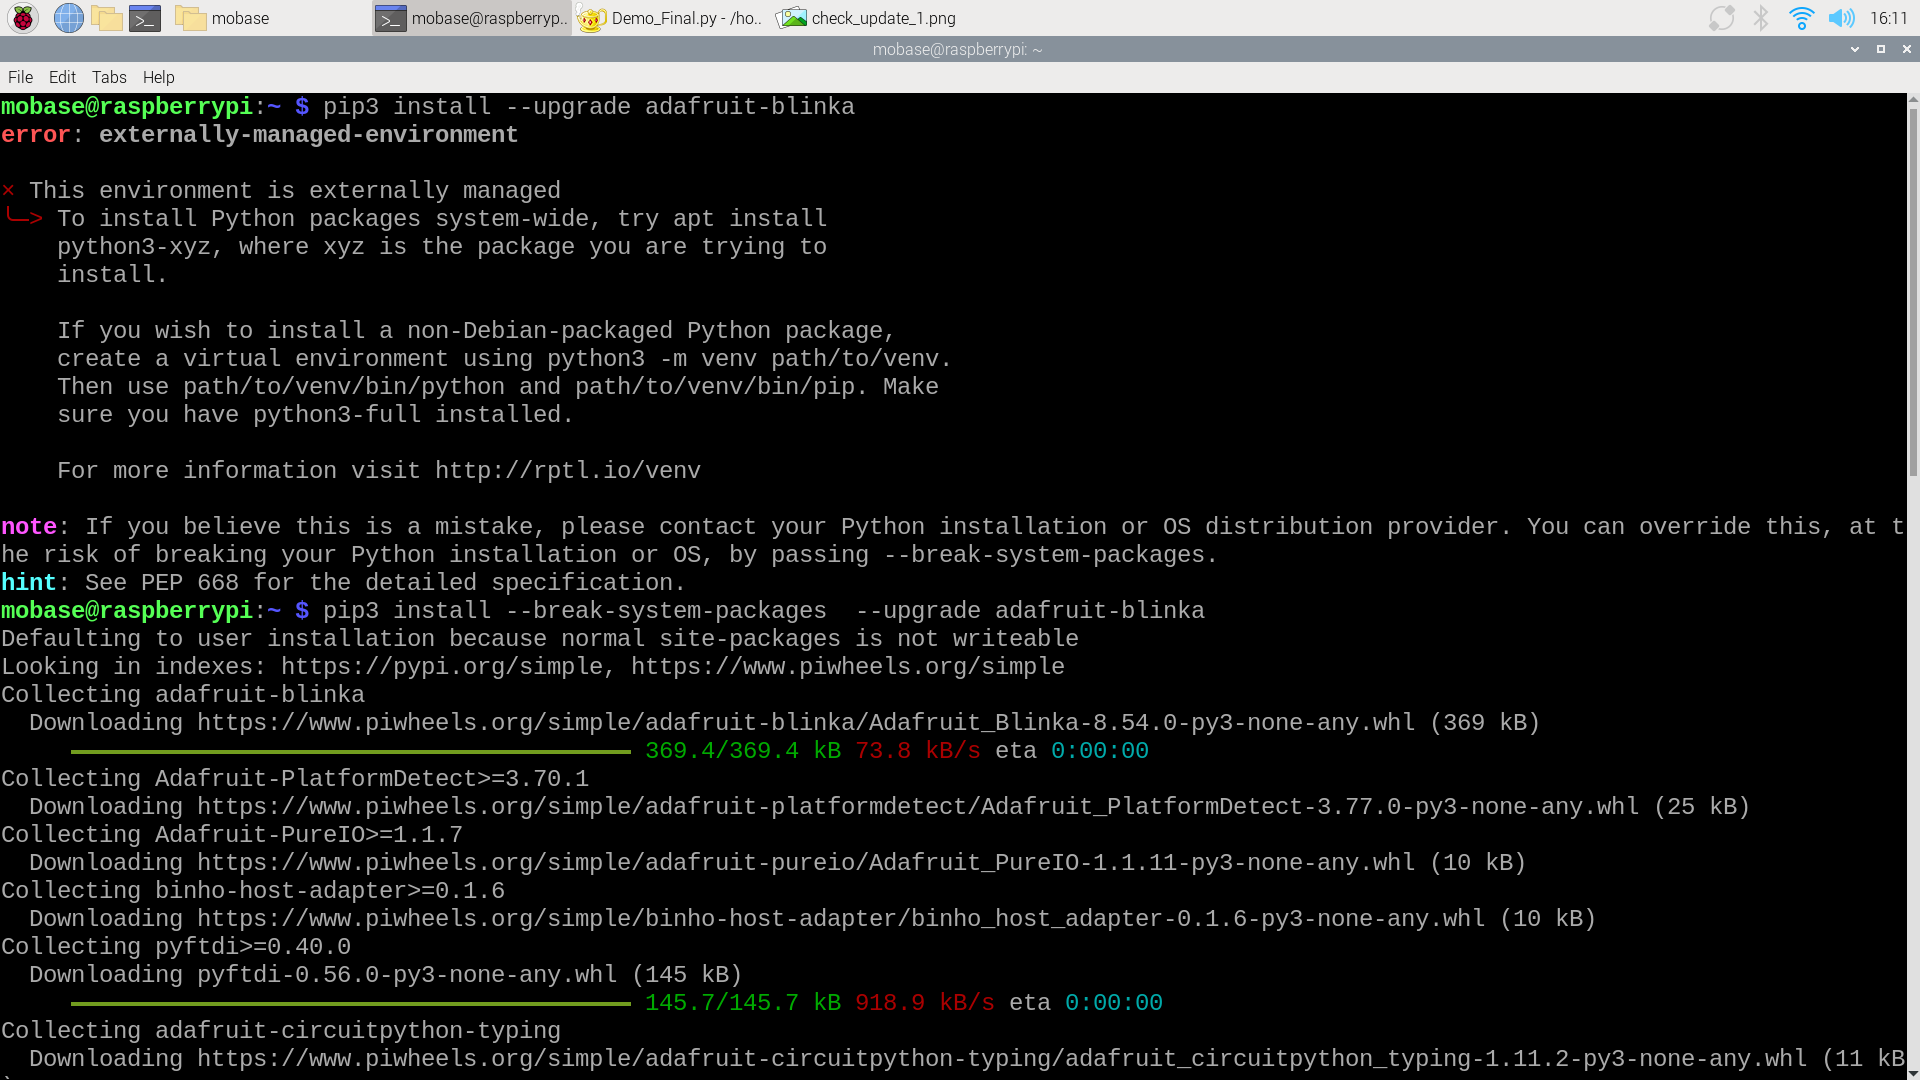 mobase
mobase@raspberryp..
Demo_Final.py - /ho..
check_update_1.png
16:11
mobase@raspberrypi: ~
File Edit Tabs Help
mobase@raspberrypi:~ $ pip3 install --upgrade adafruit-blinka
error: externally-managed-environment
× This environment is externally managed
╰─> To install Python packages system-wide, try apt install
python3-xyz, where xyz is the package you are trying to
install.
If you wish to install a non-Debian-packaged Python package,
create a virtual environment using python3 -m venv path/to/venv.
Then use path/to/venv/bin/python and path/to/venv/bin/pip. Make
sure you have python3-full installed.
For more information visit http://rptl.io/venv
note: If you believe this is a mistake, please contact your Python installation or OS distribution provider. You can override this, at t
he risk of breaking your Python installation or OS, by passing --break-system-packages.
hint: See PEP 668 for the detailed specification.
mobase@raspberrypi:~ $ pip3 install --break-system-packages  --upgrade adafruit-blinka
Defaulting to user installation because normal site-packages is not writeable
Looking in indexes: https://pypi.org/simple, https://www.piwheels.org/simple
Collecting adafruit-blinka
Downloading https://www.piwheels.org/simple/adafruit-blinka/Adafruit_Blinka-8.54.0-py3-none-any.whl (369 kB)
369.4/369.4 kB 73.8 kB/s eta 0:00:00
Collecting Adafruit-PlatformDetect>=3.70.1
Downloading https://www.piwheels.org/simple/adafruit-platformdetect/Adafruit_PlatformDetect-3.77.0-py3-none-any.whl (25 kB)
Collecting Adafruit-PureIO>=1.1.7
Downloading https://www.piwheels.org/simple/adafruit-pureio/Adafruit_PureIO-1.1.11-py3-none-any.whl (10 kB)
Collecting binho-host-adapter>=0.1.6
Downloading https://www.piwheels.org/simple/binho-host-adapter/binho_host_adapter-0.1.6-py3-none-any.whl (10 kB)
Collecting pyftdi>=0.40.0
Downloading pyftdi-0.56.0-py3-none-any.whl (145 kB)
145.7/145.7 kB 918.9 kB/s eta 0:00:00
Collecting adafruit-circuitpython-typing
Downloading https://www.piwheels.org/simple/adafruit-circuitpython-typing/adafruit_circuitpython_typing-1.11.2-py3-none-any.whl (11 kB